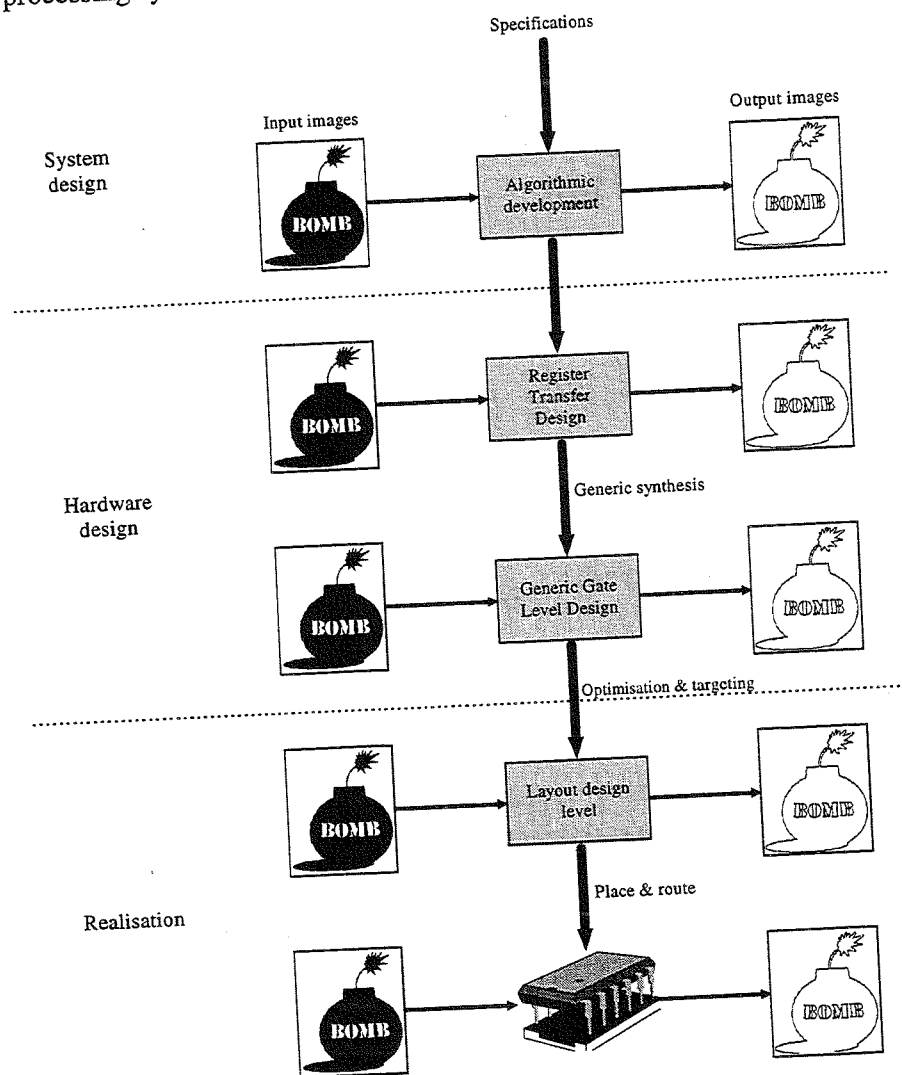 processing
Specifications
Input images
Output images
System
design
BOMB
Algorithmic
development
BOMB
BOMB
Register
Transfer
Design
BOMB
Generic synthesis
Hardware
design
BOMB
Generic Gate
Level Design
BOMB
Optimisation & targeting
BOMB
Layout design
level
BOMB
Place & route
Realisation
BOMB
BOMB